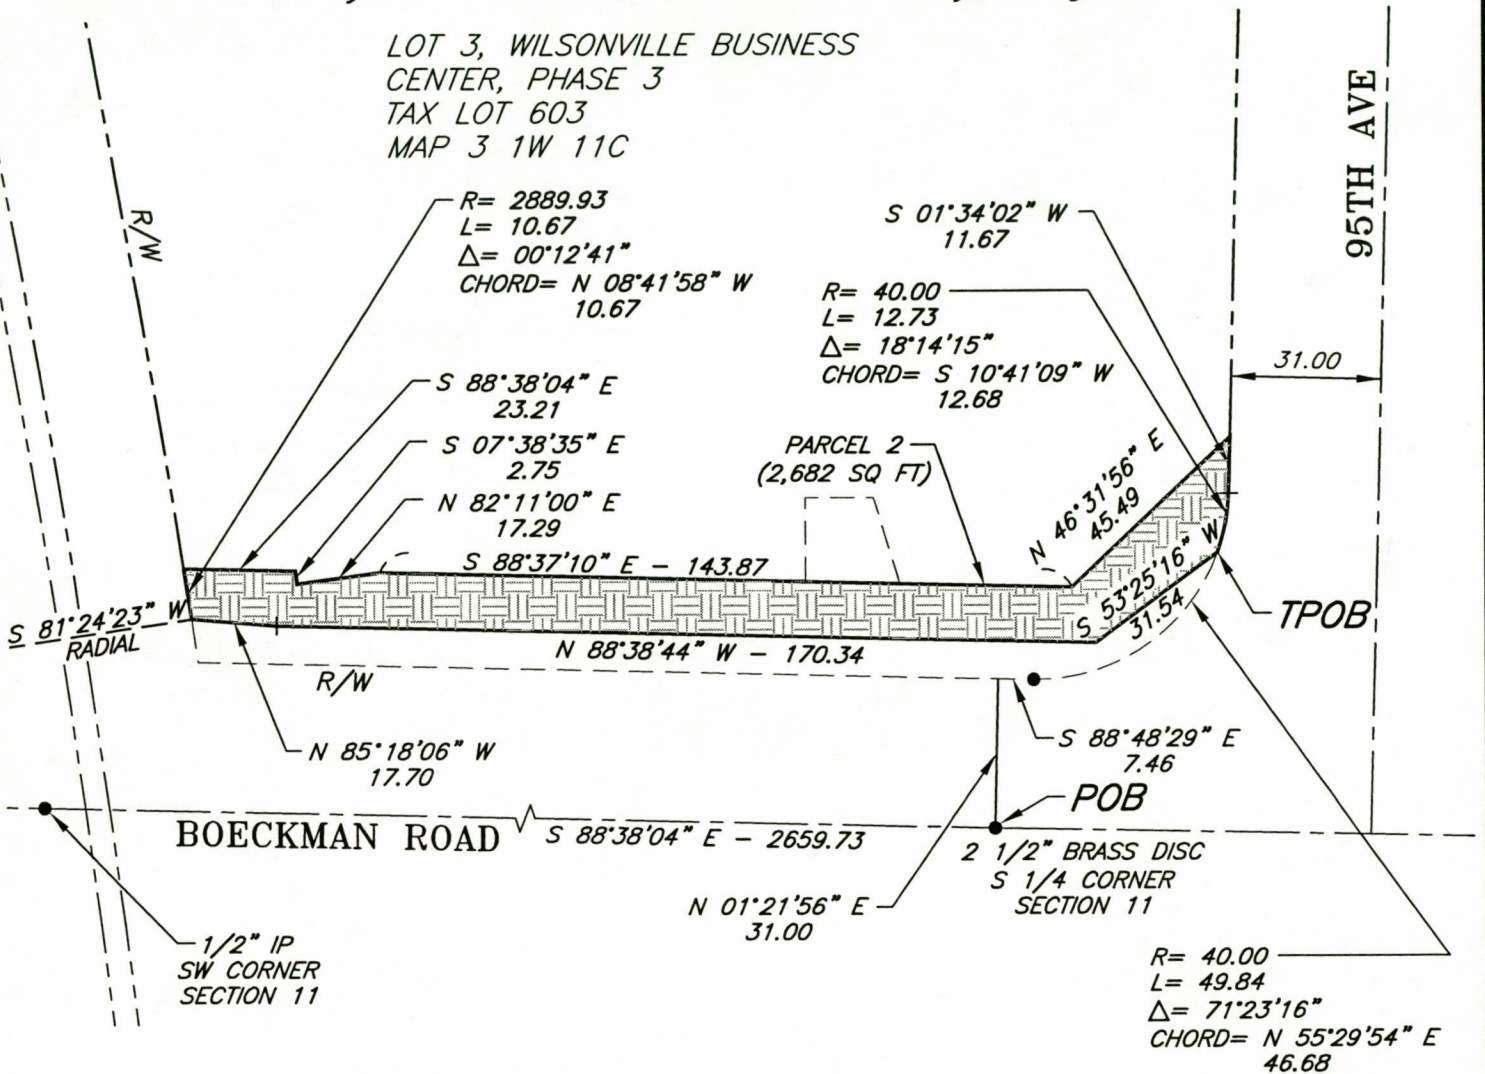 LOT 3, WILSONVILLE BUSINESS
CENTER, PHASE 3
TAX LOT 603
MAP 3 1W 11C
95TH AVE
R/W
R= 2889.93
L= 10.67
Δ= 00°12'41"
CHORD= N 08°41'58" W
10.67
S 01°34'02" W
11.67
R= 40.00
L= 12.73
Δ= 18°14'15"
CHORD= S 10°41'09" W
12.68
31.00
S 88°38'04" E
23.21
S 07°38'35" E
2.75
N 82°11'00" E
17.29
PARCEL 2
(2,682 SQ FT)
N 46°31'56" E
45.49
S 88°37'10" E – 143.87
S 53°25'16" W
31.54
TPOB
S 81°24'23" W
RADIAL
N 88°38'44" W – 170.34
R/W
N 85°18'06" W
17.70
S 88°48'29" E
7.46
POB
BOECKMAN ROAD
S 88°38'04" E – 2659.73
2 1/2" BRASS DISC
S 1/4 CORNER
SECTION 11
N 01°21'56" E
31.00
1/2" IP
SW CORNER
SECTION 11
R= 40.00
L= 49.84
Δ= 71°23'16"
CHORD= N 55°29'54" E
46.68